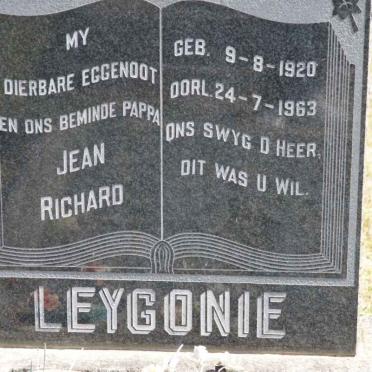 MY
DIERBARE EGGENOOT
EN ONS BEMINDE PAPPA
JEAN
RICHARD
GEB. 9-8-1920
OORL. 24-7-1963
ONS SWYG O HEER,
DIT WAS U WIL.
LEYGONIE